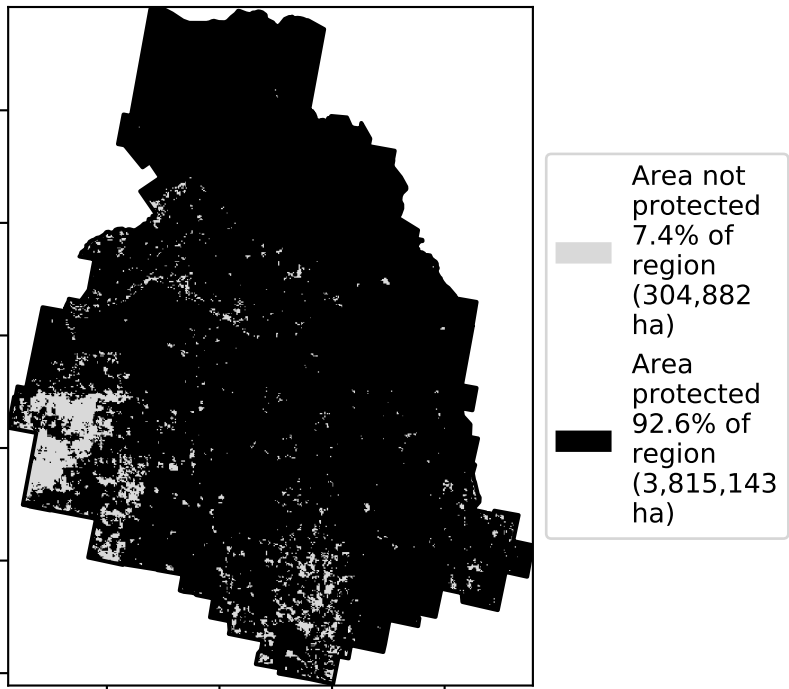 Area not
protected
7.4% of
region
(304,882
ha)
Area
protected
92.6% of
region
(3,815,143
ha)